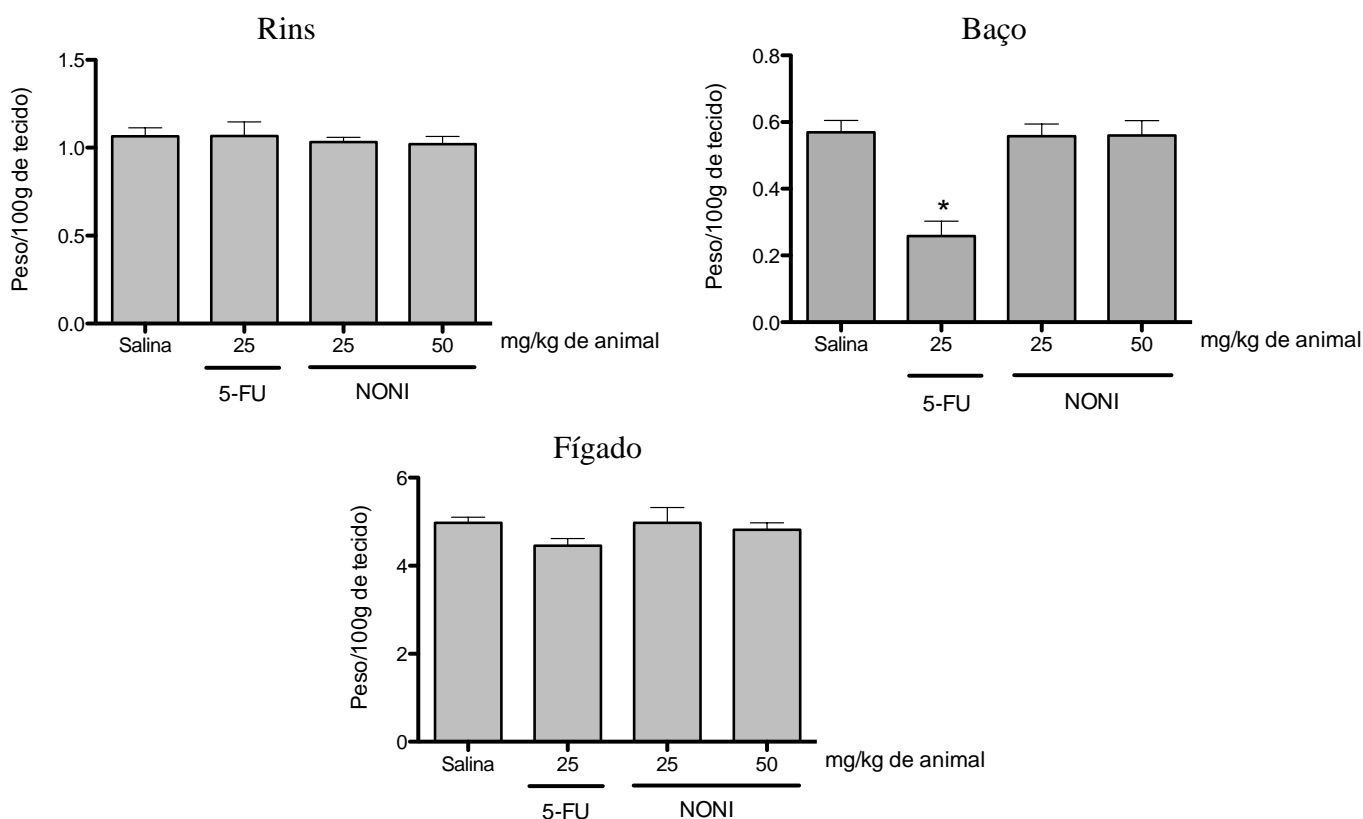 Rins
Peso/100g de tecido)
1.5
1.0
0.5
0.0
Salina 25 25 50 mg/kg de animal
5-FU NONI
Baço
Peso/100g de tecido)
0.8
0.6
0.4
0.2
0.0
*
Salina 25 25 50 mg/kg de animal
5-FU NONI
Fígado
Peso/100g de tecido)
6
4
2
0
Salina 25 25 50 mg/kg de animal
5-FU NONI